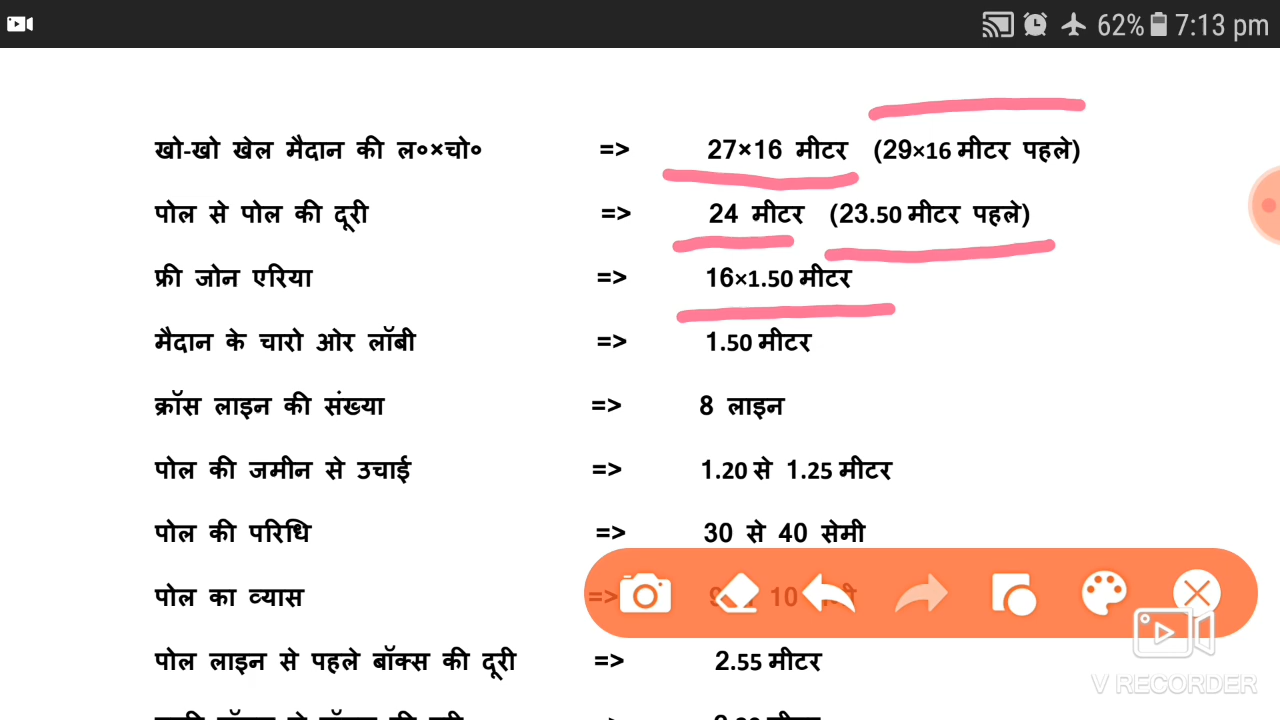 62% 7:13 pm
खो-खो खेल मैदान की ल०×चो० => 27×16 मीटर (29×16 मीटर पहले)
पोल से पोल की दूरी => 24 मीटर (23.50 मीटर पहले)
फ्री जोन एरिया => 16×1.50 मीटर
मैदान के चारो ओर लॉबी => 1.50 मीटर
क्रॉस लाइन की संख्या => 8 लाइन
पोल की जमीन से उचाई => 1.20 से 1.25 मीटर
पोल की परिधि => 30 से 40 सेमी
पोल का व्यास => 9 10
पोल लाइन से पहले बॉक्स की दूरी => 2.55 मीटर
V RECORDER